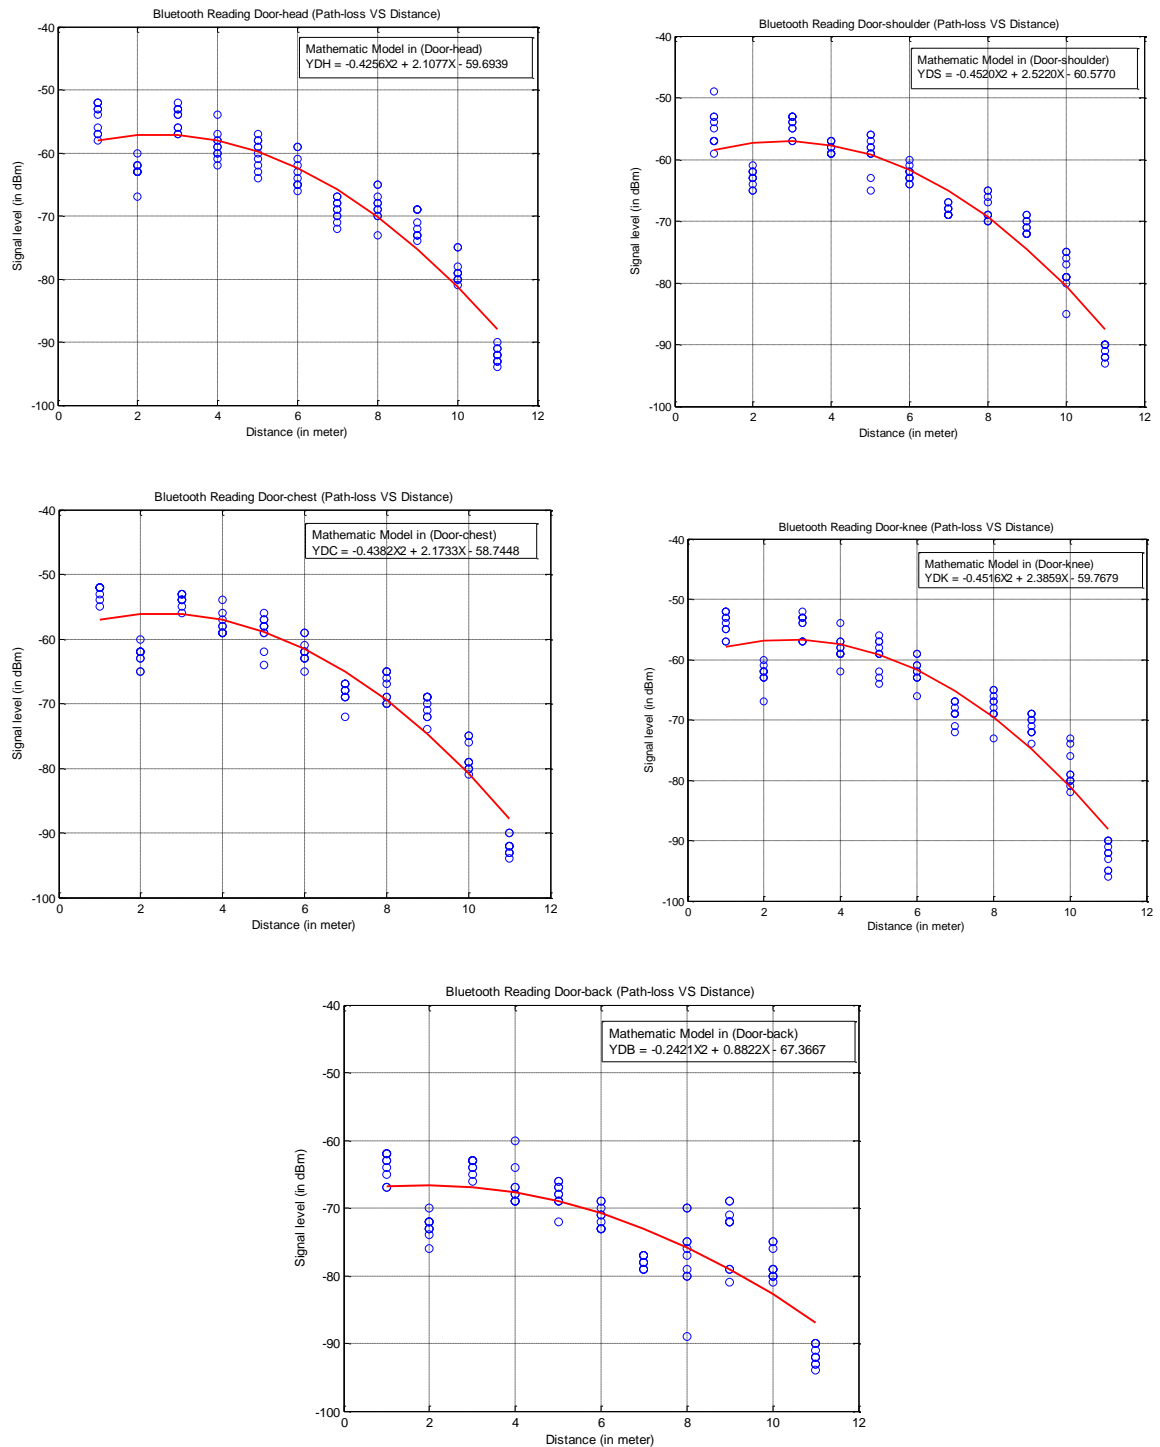 Bluetooth Reading Door-head (Path-loss VS Distance)
Mathematic Model in (Door-head)
YDH = -0.4256X2 + 2.1077X - 59.6939
Signal level (in dBm)
-40
-50
-60
-70
-80
-90
-100
0 2 4 6 8 10 12
Distance (in meter)
Bluetooth Reading Door-shoulder (Path-loss VS Distance)
Mathematic Model in (Door-shoulder)
YDS = -0.4520X2 + 2.5220X - 60.5770
Signal level (in dBm)
-40
-50
-60
-70
-80
-90
-100
0 2 4 6 8 10 12
Distance (in meter)
Bluetooth Reading Door-chest (Path-loss VS Distance)
Mathematic Model in (Door-chest)
YDC = -0.4382X2 + 2.1733X - 58.7448
Signal level (in dBm)
-40
-50
-60
-70
-80
-90
-100
0 2 4 6 8 10 12
Distance (in meter)
Bluetooth Reading Door-knee (Path-loss VS Distance)
Mathematic Model in (Door-knee)
YDK = -0.4516X2 + 2.3859X - 59.7679
Signal level (in dBm)
-40
-50
-60
-70
-80
-90
-100
2 4 6 8 10 12
Distance (in meter)
Bluetooth Reading Door-back (Path-loss VS Distance)
Mathematic Model in (Door-back)
YDB = -0.2421X2 + 0.8822X - 67.3667
Signal level (in dBm)
-40
-50
-60
-70
-80
-90
-100
0 2 4 6 8 10 12
Distance (in meter)